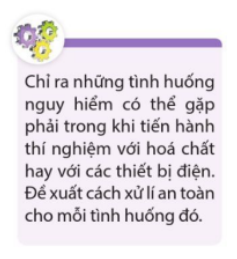 Chỉ ra những tình huống
nguy hiểm có thể gặp
phải trong khi tiến hành
thí nghiệm với hoá chất
hay với các thiết bị điện.
Đề xuất cách xử lí an toàn
cho mỗi tình huống đó.